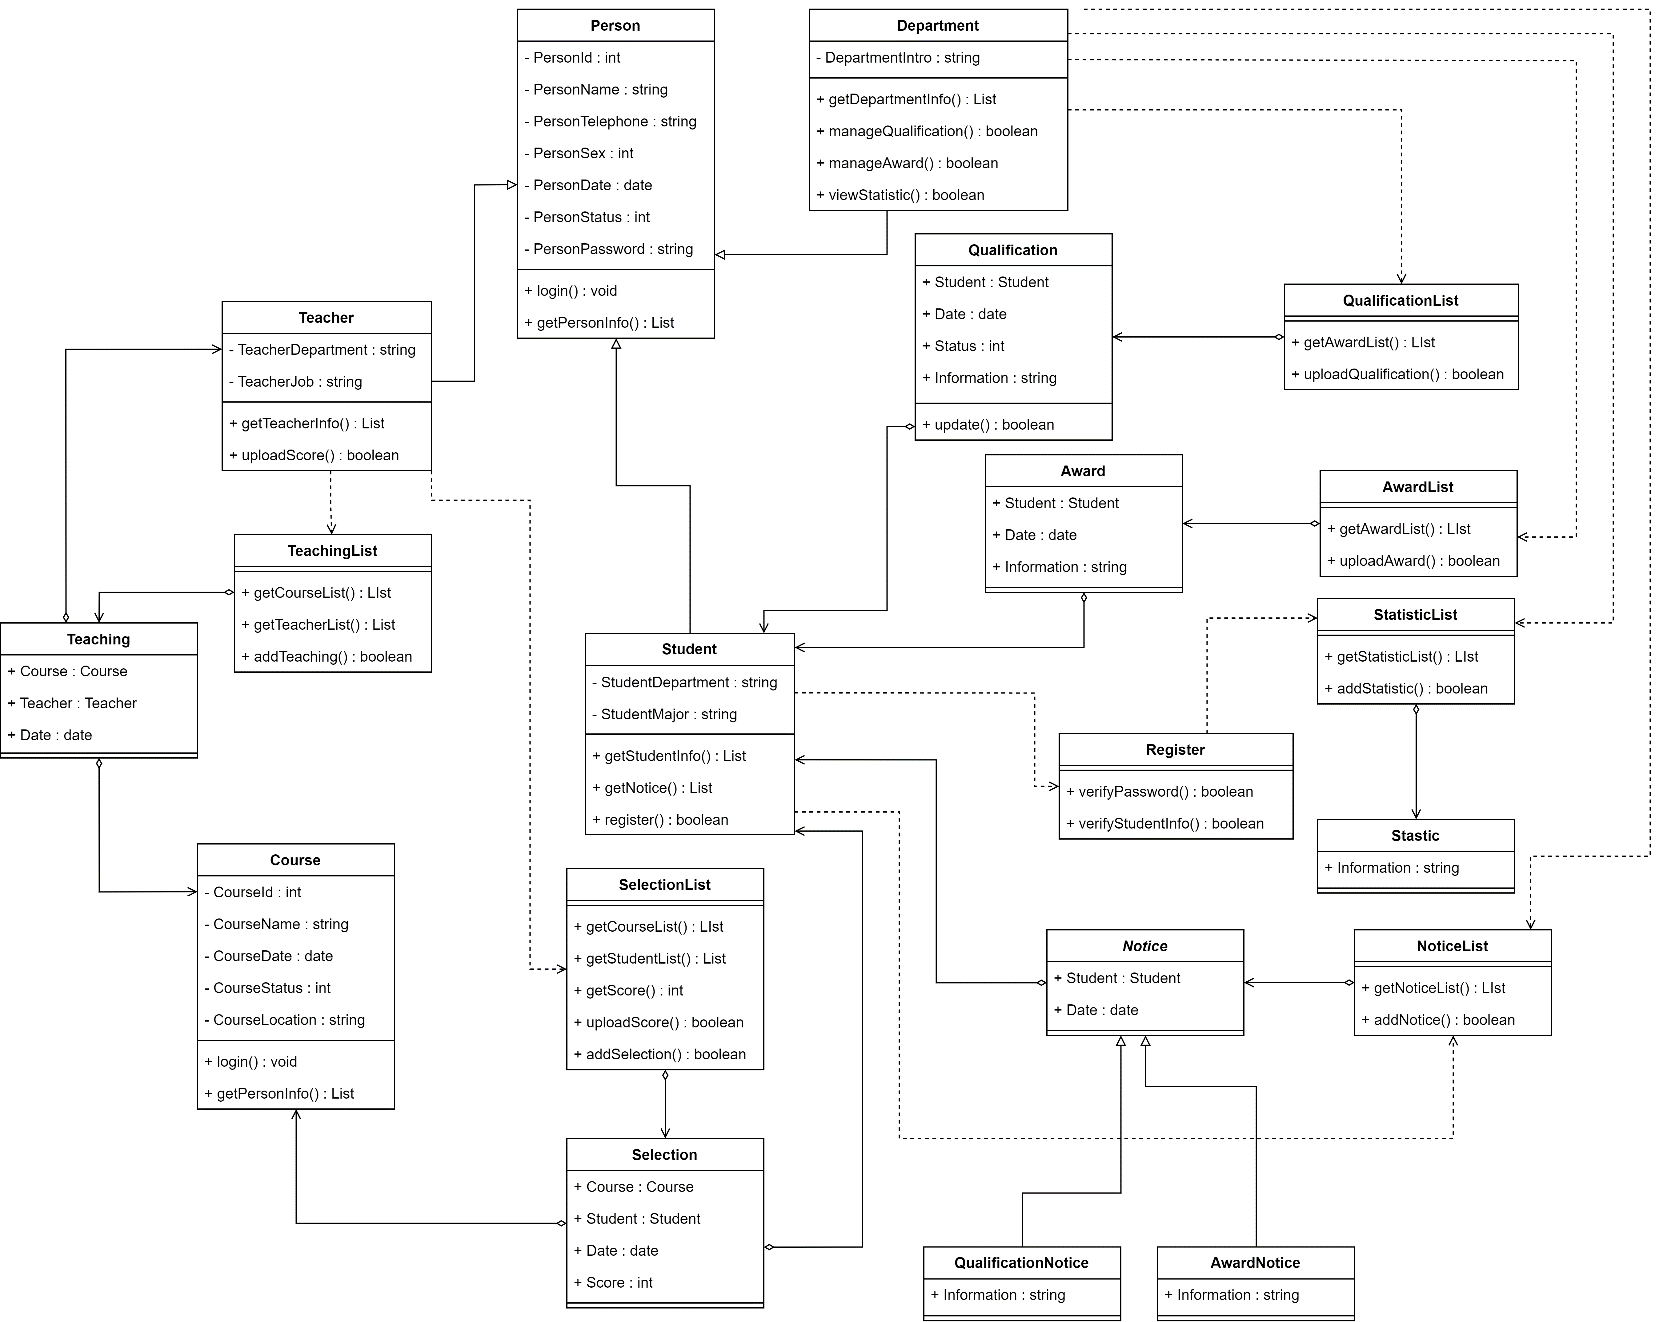 Person
- PersonId : int
- PersonName : string
- PersonTelephone : string
- PersonSex : int
- PersonDate : date
- PersonStatus : int
- PersonPassword : string
+ login() : void
+ getPersonInfo() : List
Department
- DepartmentIntro : string
+ getDepartmentInfo() : List
+ manageQualification() : boolean
+ manageAward() : boolean
+ viewStatistic() : boolean
Qualification
+ Student : Student
+ Date : date
+ Status : int
+ Information : string
+ update() : boolean
QualificationList
+ getAwardList() : LIst
+ uploadQualification() : boolean
Teacher
- TeacherDepartment : string
- TeacherJob : string
+ getTeacherInfo() : List
+ uploadScore() : boolean
Award
+ Student : Student
+ Date : date
+ Information : string
AwardList
+ getAwardList() : LIst
+ uploadAward() : boolean
TeachingList
+ getCourseList() : LIst
+ getTeacherList() : List
+ addTeaching() : boolean
Teaching
+ Course : Course
+ Teacher : Teacher
+ Date : date
Student
- StudentDepartment : string
- StudentMajor : string
+ getStudentInfo() : List
+ getNotice() : List
+ register() : boolean
StatisticList
+ getStatisticList() : LIst
+ addStatistic() : boolean
Register
+ verifyPassword() : boolean
+ verifyStudentInfo() : boolean
Stastic
+ Information : string
Course
- CourseId : int
- CourseName : string
- CourseDate : date
- CourseStatus : int
- CourseLocation : string
+ login() : void
+ getPersonInfo() : List
SelectionList
+ getCourseList() : LIst
+ getStudentList() : List
+ getScore() : int
+ uploadScore() : boolean
+ addSelection() : boolean
Notice
+ Student : Student
+ Date : date
NoticeList
+ getNoticeList() : LIst
+ addNotice() : boolean
Selection
+ Course : Course
+ Student : Student
+ Date : date
+ Score : int
QualificationNotice
+ Information : string
AwardNotice
+ Information : string